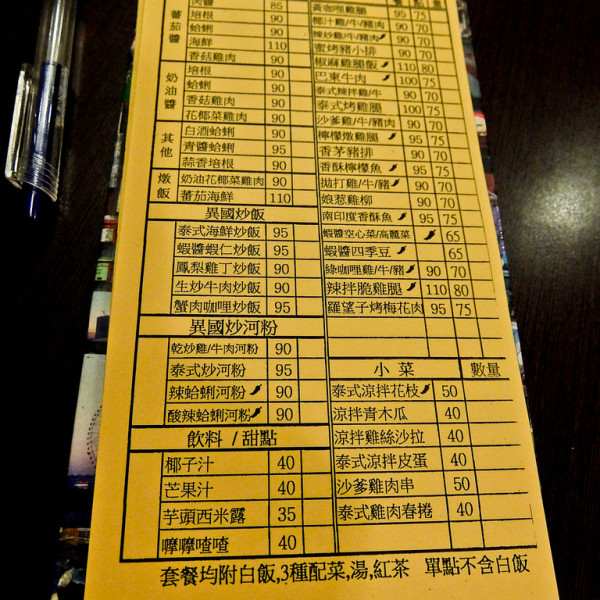 肉醬 85
蕃茄醬
培根 90
蛤蜊 90
海鮮 110
香菇雞肉 90
奶油醬
培根 90
蛤蜊 90
香菇雞肉 90
花椰菜雞肉 90
其他
白酒蛤蜊 90
青醬蛤蜊 95
蒜香培根 90
燉飯
奶油花椰菜雞肉 90
蕃茄海鮮 110
異國炒飯
泰式海鮮炒飯 95
蝦醬蝦仁炒飯 95
鳳梨雞丁炒飯 90
生炒牛肉炒飯 90
蟹肉咖哩炒飯 95
異國炒河粉
乾炒雞/牛肉河粉 90
泰式炒河粉 95
辣蛤蜊河粉 90
酸辣蛤蜊河粉 90
飲料 / 甜點
椰子汁 40
芒果汁 40
芋頭西米露 35
嚤嚤喳喳 40
黃咖哩雞腿 95 75
椰汁雞/牛/豬肉 90 70
辣炒雞/牛/豬肉 90 70
蜜烤豬小排 90 70
椒麻雞腿飯 110 80
巴東牛肉 100 75
泰式辣拌雞/牛 90 70
泰式烤雞腿 100 75
沙爹雞/牛/豬肉 90 70
檸檬燉雞腿 95 75
香茅豬排 90 70
香酥檸檬魚 95 75
拋打雞/牛/豬 90 70
娘惹雞柳 90 70
南印度香酥魚 95 75
蝦醬空心菜/高麗菜 65
蝦醬四季豆 65
綠咖哩雞/牛/豬 90 70
辣拌脆雞腿 110 80
羅望子烤梅花肉 95 75
小菜 數量
泰式涼拌花枝 50
涼拌青木瓜 40
涼拌雞絲沙拉 40
泰式涼拌皮蛋 40
沙爹雞肉串 50
泰式雞肉春捲 40
套餐均附白飯,3種配菜,湯,紅茶 單點不含白飯